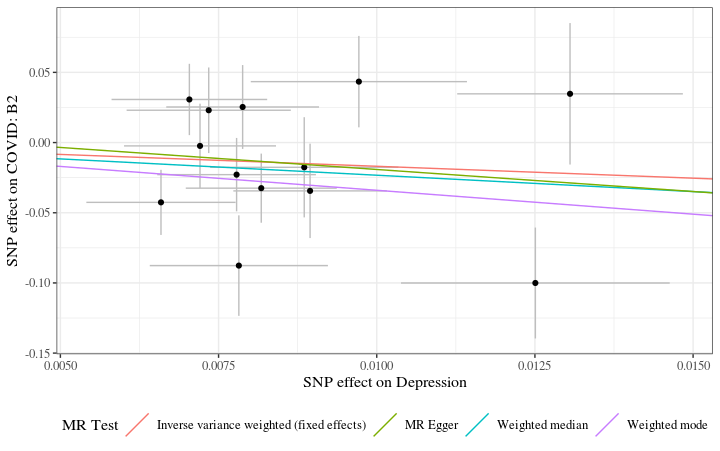 SNP effect on COVID: B2
0.05
0.00
-0.05
-0.10
-0.15
0.0050 0.0075 0.0100 0.0125 0.0150
SNP effect on Depression
MR Test Inverse variance weighted (fixed effects) MR Egger Weighted median Weighted mode